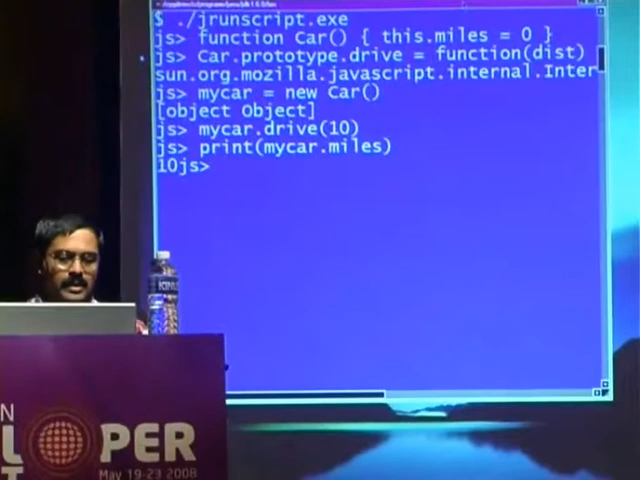 $ ./jrunscript.exe
js> function Car() { this.miles = 0 }
js> Car.prototype.drive = function(dist)
sun.org.mozilla.javascript.internal.Inter
js> mycar = new Car()
[object Object]
js> mycar.drive(10)
js> print(mycar.miles)
10js>
N
L PER
T
May 19-23 2008